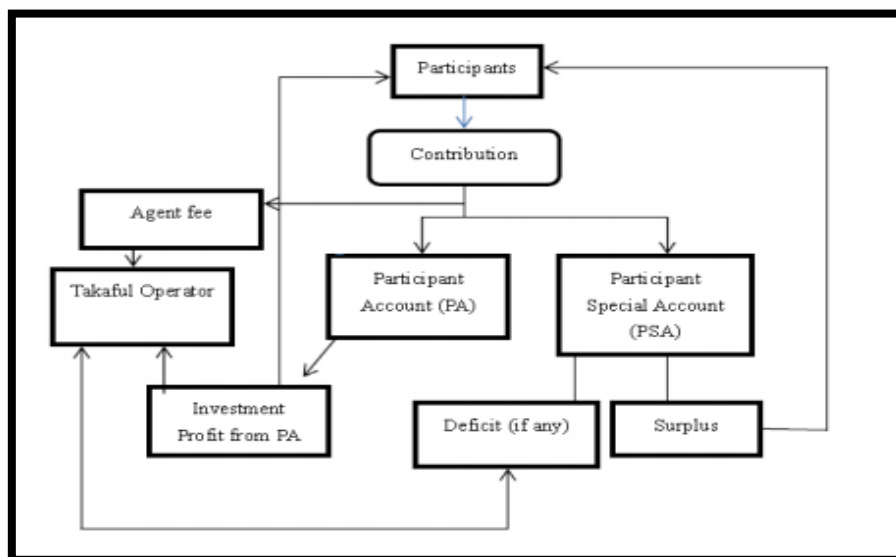 Participants
Contribution
Agent fee
Takaful Operator
Participant
Account (PA)
Participant
Special Account
(PSA)
Investment
Profit from PA
Deficit (if any)
Surplus